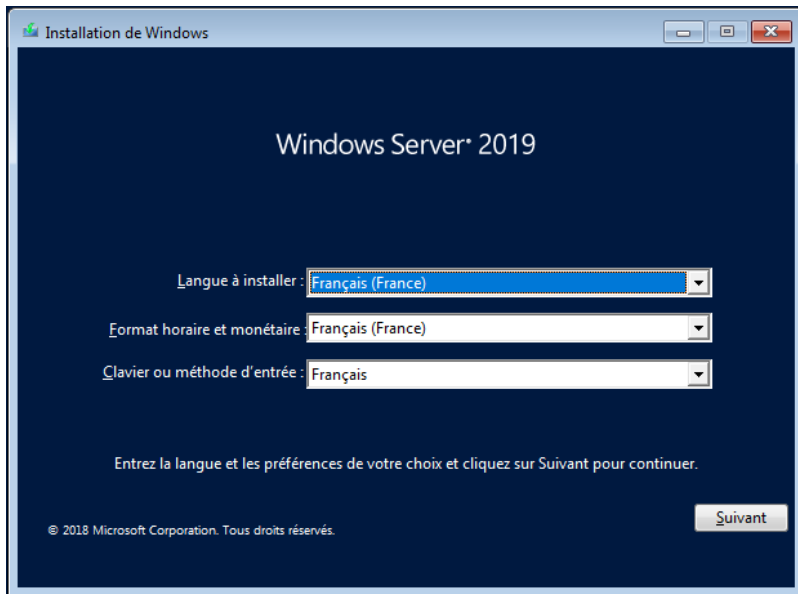 Installation de Windows
Windows Server® 2019
Langue à installer : Français (France)
Format horaire et monétaire : Français (France)
Clavier ou méthode d'entrée : Français
Entrez la langue et les préférences de votre choix et cliquez sur Suivant pour continuer.
Suivant
© 2018 Microsoft Corporation. Tous droits réservés.